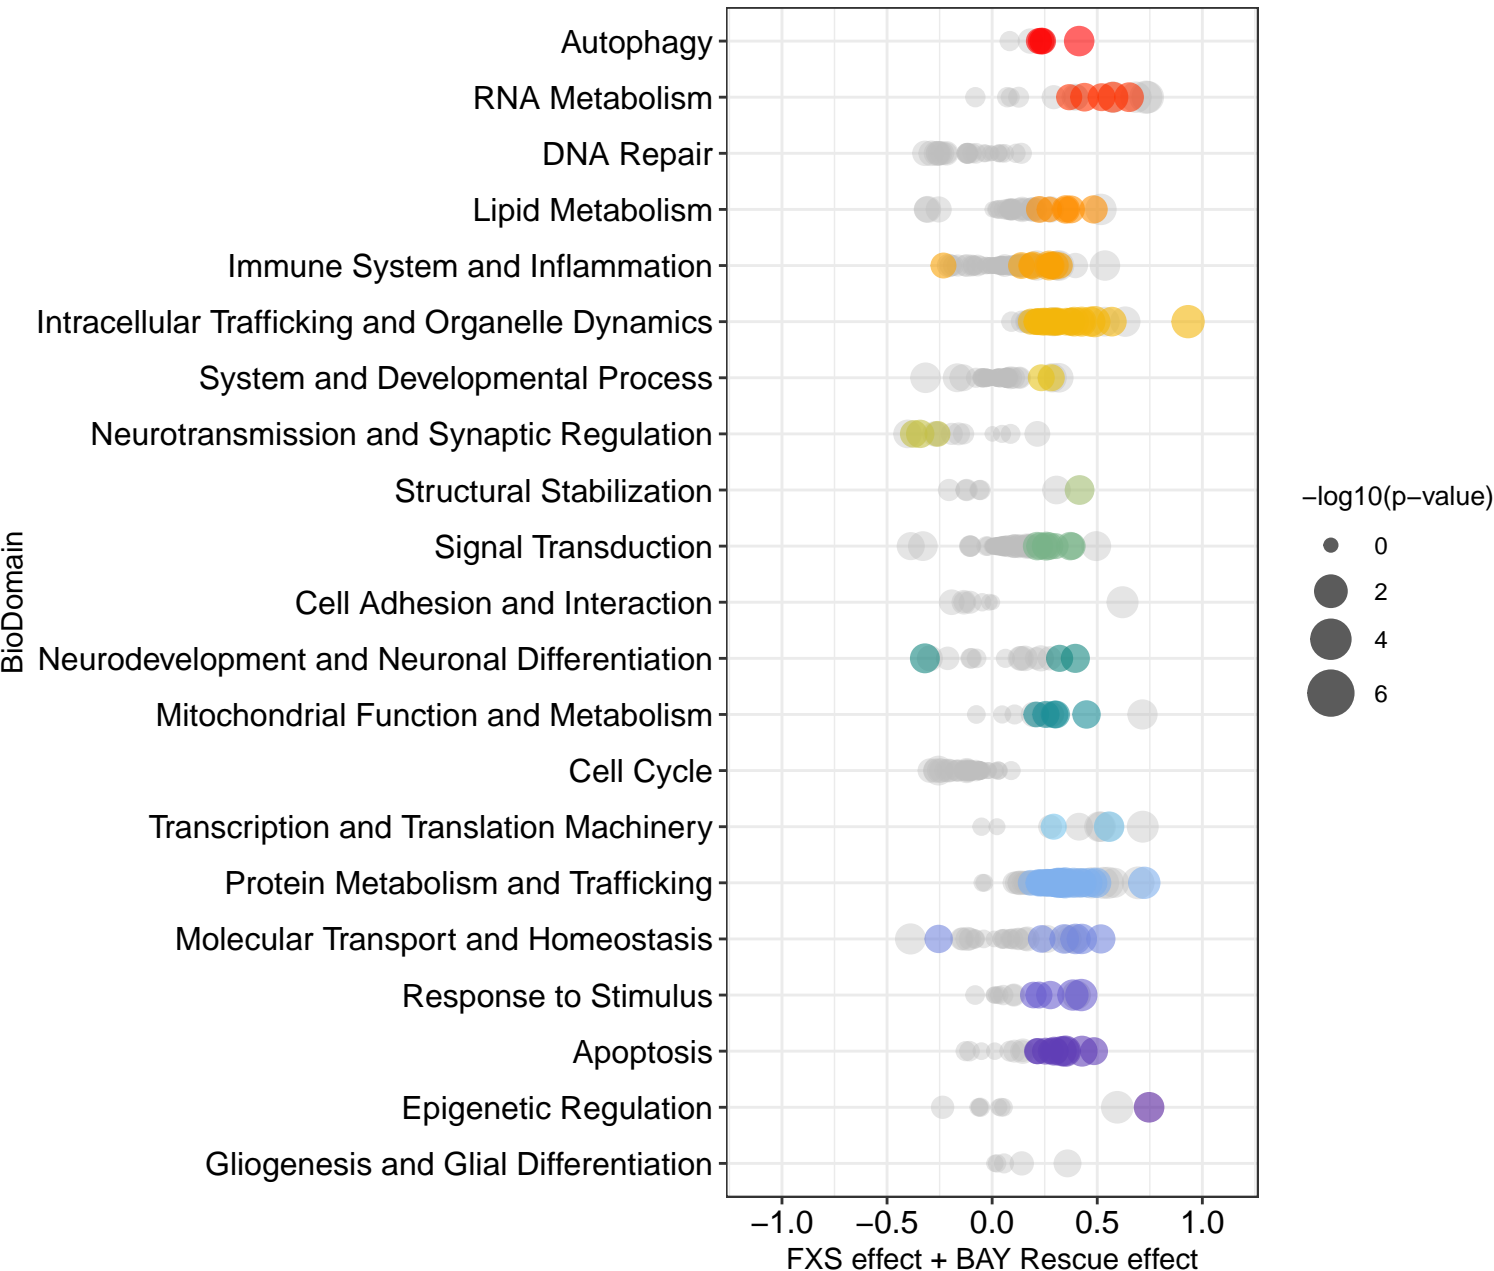 Autophagy
RNA Metabolism
DNA Repair
Lipid Metabolism
Immune System and Inflammation
Intracellular Trafficking and Organelle Dynamics
System and Developmental Process
Neurotransmission and Synaptic Regulation
Structural Stabilization
Signal Transduction
Cell Adhesion and Interaction
Neurodevelopment and Neuronal Differentiation
Mitochondrial Function and Metabolism
Cell Cycle
Transcription and Translation Machinery
Protein Metabolism and Trafficking
Molecular Transport and Homeostasis
Response to Stimulus
Apoptosis
Epigenetic Regulation
Gliogenesis and Glial Differentiation
BioDomain
−1.0 −0.5 0.0 0.5 1.0
FXS effect + BAY Rescue effect
−log10(p−value)
0
2
4
6